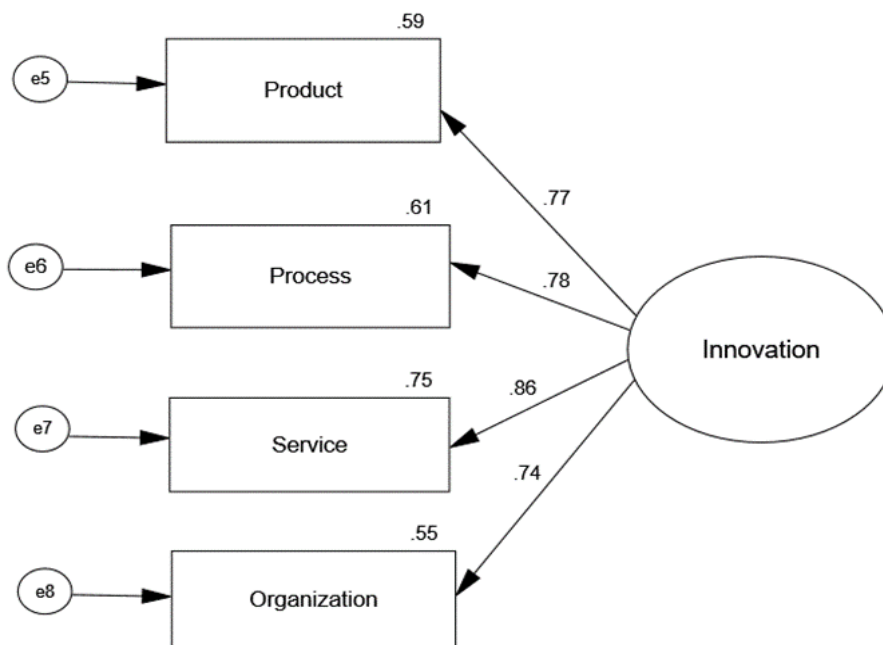 .59
e5
Product
.77
.61
e6
Process
.78
Innovation
.75
.86
e7
Service
.74
.55
e8
Organization